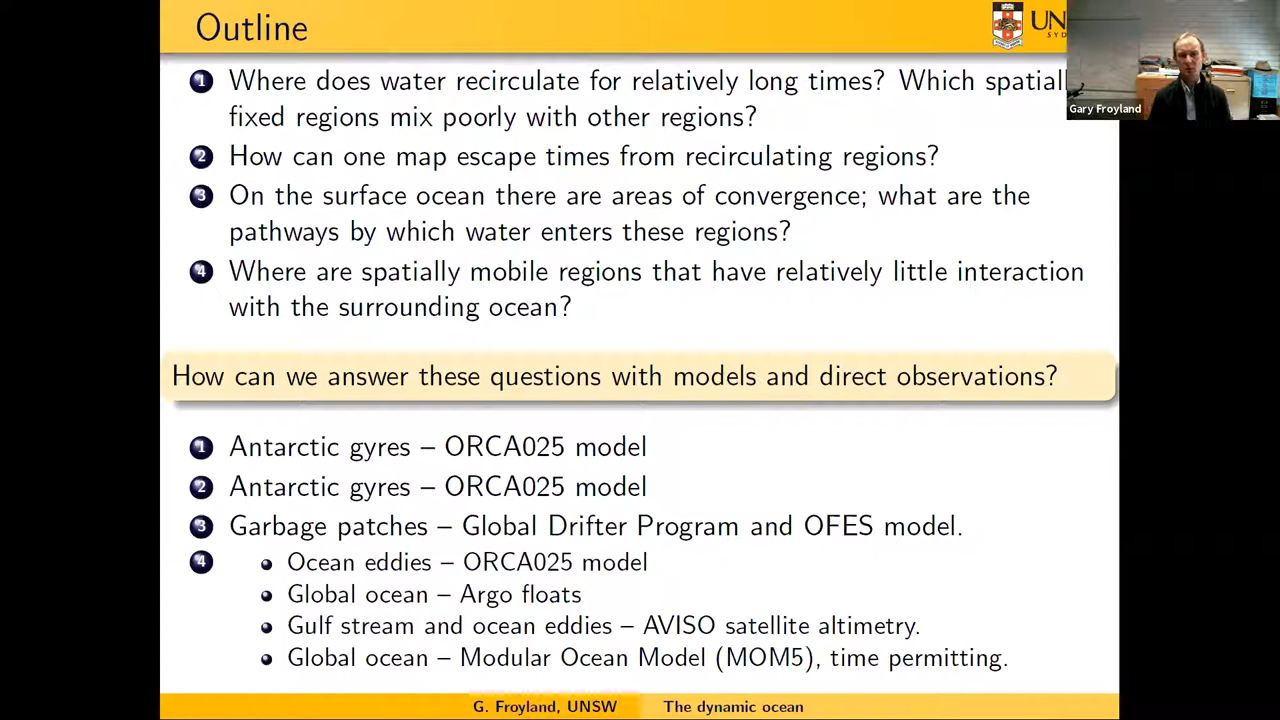 Outline
UN
SYD
Gary Froyland
1 Where does water recirculate for relatively long times? Which spatiall
fixed regions mix poorly with other regions?
2 How can one map escape times from recirculating regions?
3 On the surface ocean there are areas of convergence; what are the
pathways by which water enters these regions?
4 Where are spatially mobile regions that have relatively little interaction
with the surrounding ocean?
How can we answer these questions with models and direct observations?
1 Antarctic gyres – ORCA025 model
2 Antarctic gyres – ORCA025 model
3 Garbage patches – Global Drifter Program and OFES model.
4 Ocean eddies – ORCA025 model
Global ocean – Argo floats
Gulf stream and ocean eddies – AVISO satellite altimetry.
Global ocean – Modular Ocean Model (MOM5), time permitting.
G. Froyland, UNSW The dynamic ocean